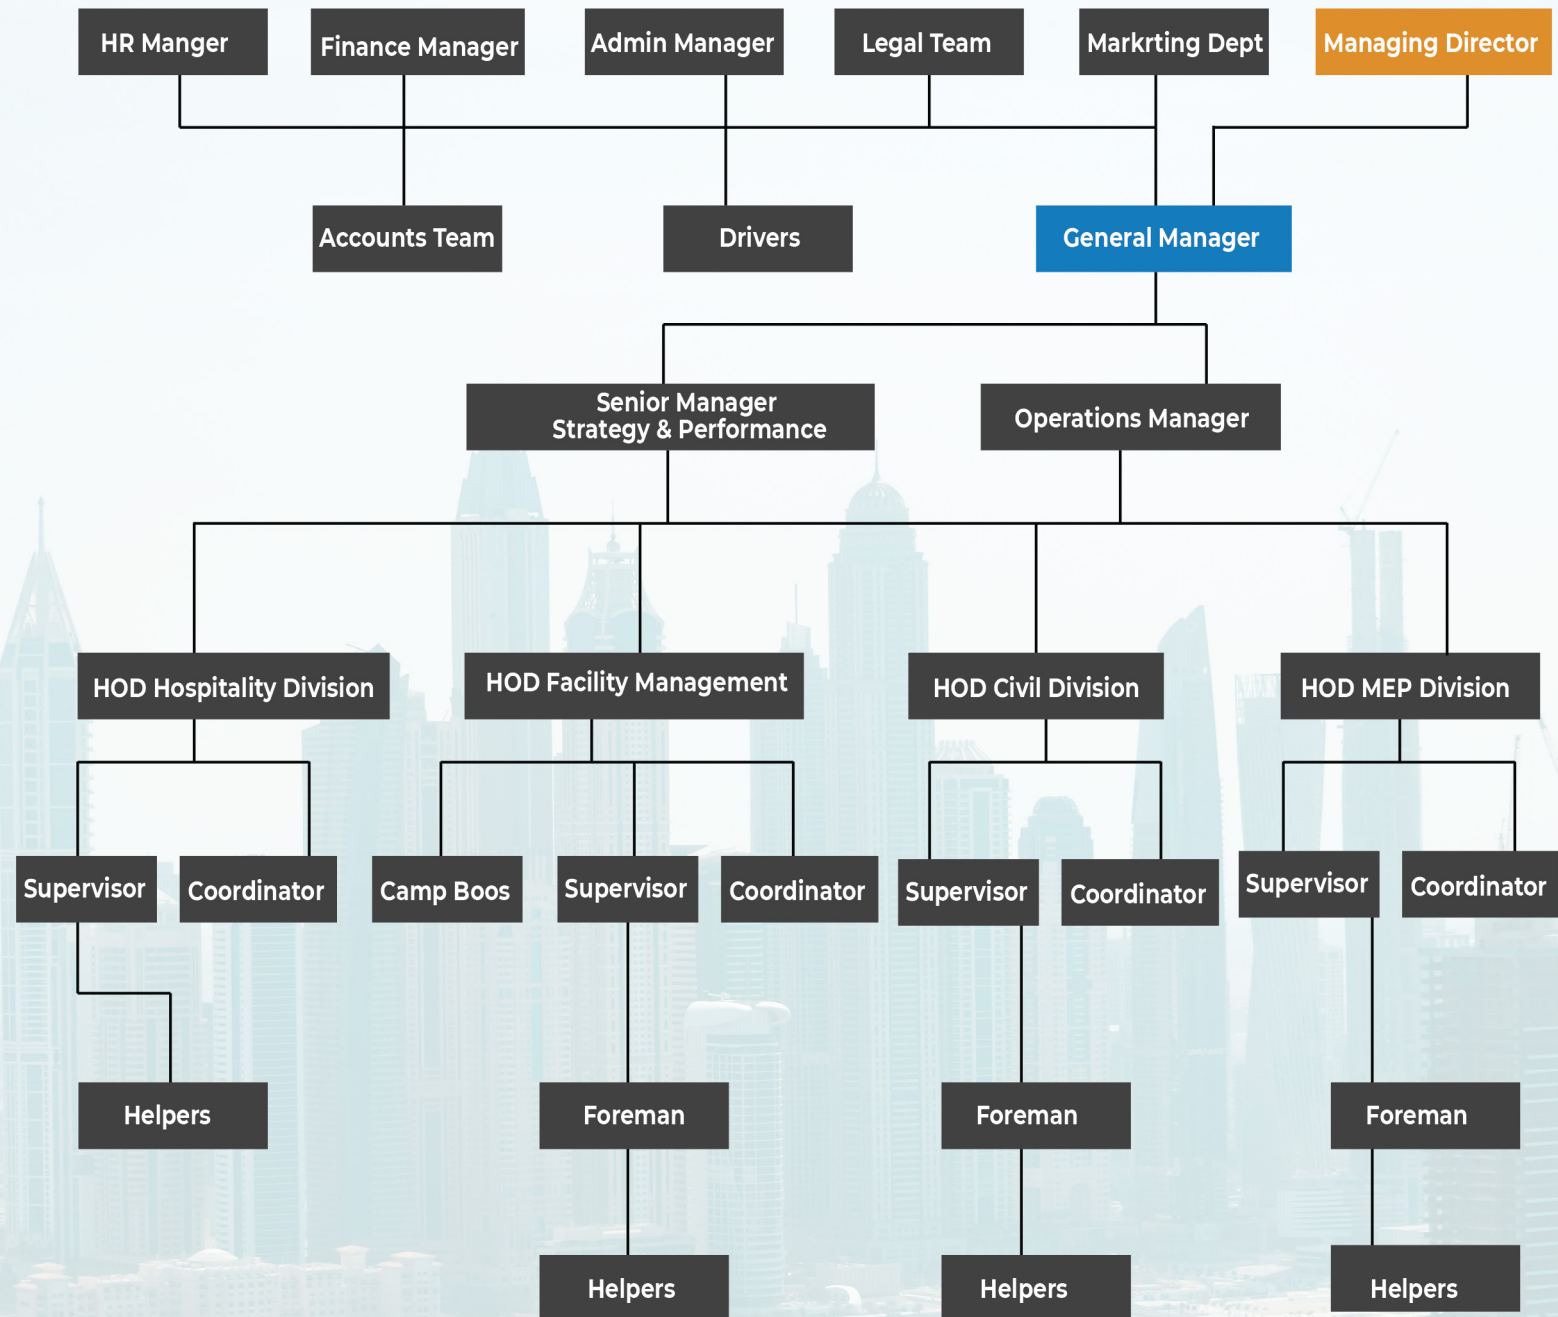 HR Manger
Finance Manager
Admin Manager
Legal Team
Markrting Dept
Managing Director
Accounts Team
Drivers
General Manager
Senior Manager
Strategy & Performance
Operations Manager
HOD Hospitality Division
HOD Facility Management
HOD Civil Division
HOD MEP Division
Supervisor
Coordinator
Camp Boos
Supervisor
Coordinator
Supervisor
Coordinator
Supervisor
Coordinator
Helpers
Foreman
Foreman
Foreman
Helpers
Helpers
Helpers